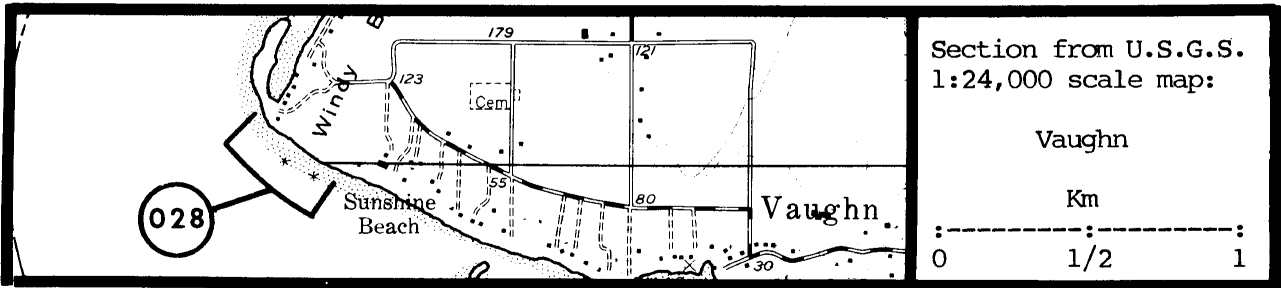 B
179
121
123
Windy
Cem
55
80
028
Sunshine
Beach
Vaughn
30
Section from U.S.G.S.
1:24,000 scale map:
Vaughn
Km
0 1/2 1